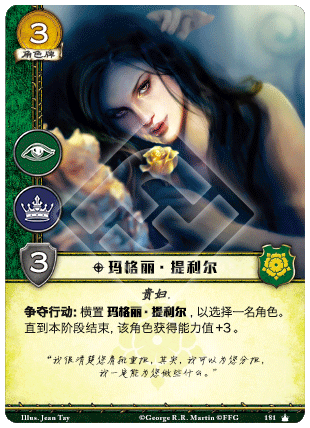 3
角色牌
3
玛格丽·提利尔
贵妇.
争夺行动: 横置 玛格丽·提利尔 , 以选择一名角色。
直到本阶段结束, 该角色获得能力值+3 。
“我很清楚您肩负重担, 其实, 我可以为您分担,
我一定能为您做些什么。”
Illus. Jean Tay ©George R.R. Martin ©FFG 181